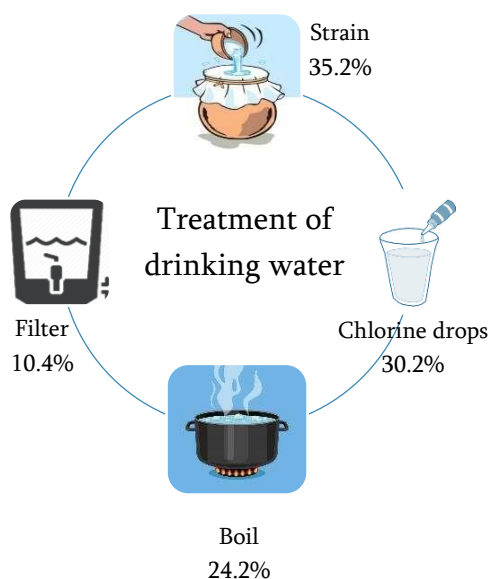 Strain
35.2%
Treatment of
drinking water
Filter
10.4%
Chlorine drops
30.2%
Boil
24.2%